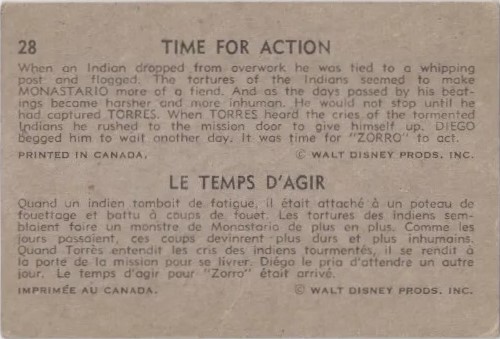 28 TIME FOR ACTION
When an Indian dropped from overwork he was tied to a whipping
post and flogged. The tortures of the Indians seemed to make
MONASTARIO more of a fiend. And as the days passed by his beat-
ings became harsher and more inhuman. He would not stop until he
had captured TORRES. When TORRES heard the cries of the tormented
Indians he rushed to the mission door to give himself up. DIEGO
begged him to wait another day. It was time for "ZORRO" to act.
PRINTED IN CANADA. © WALT DISNEY PRODS. INC.
LE TEMPS D'AGIR
Quand un indien tombait de fatigue, il était attaché à un poteau de
fouettage et battu à coups de fouet. Les tortures des Indiens sem-
blaient faire un monstre de Monastario de plus en plus. Comme les
jours passaient, ces coups devinrent plus durs et plus inhumains.
Quand Torrès entendit les cris des indiens tourmentés, il se rendit à
la porte de la mission pour se livrer. Diégo le pria d'attendre un autre
jour. Le temps d'agir pour "Zorro" était arrivé.
IMPRIMÉE AU CANADA. © WALT DISNEY PRODS. INC.